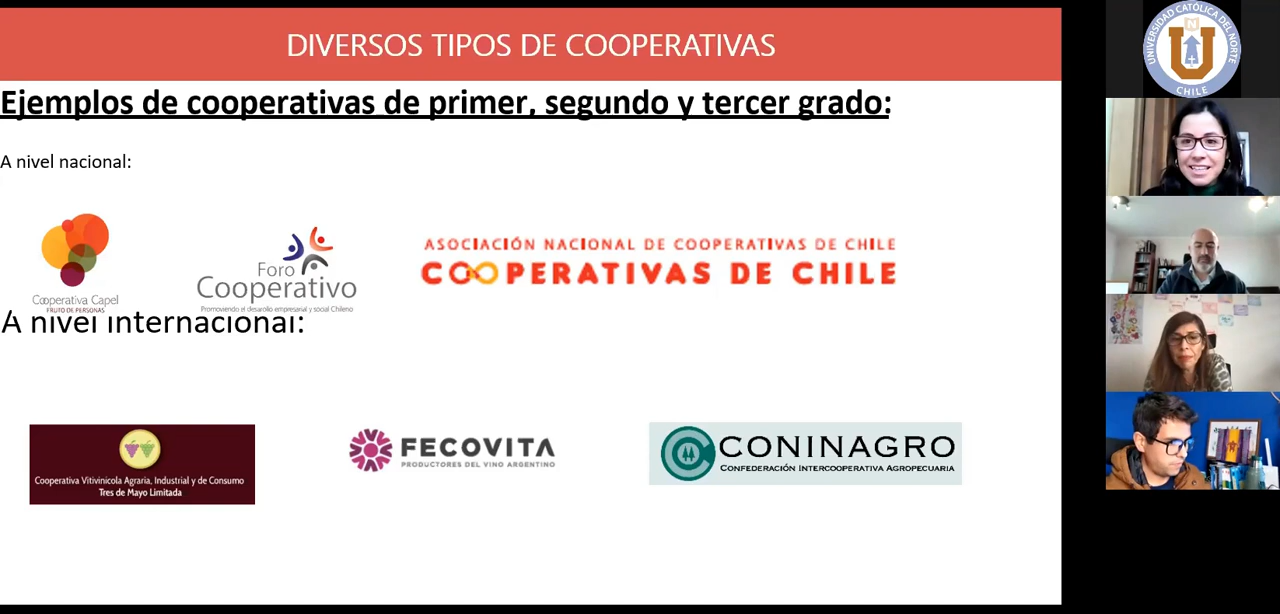 DIVERSOS TIPOS DE COOPERATIVAS
Ejemplos de cooperativas de primer, segundo y tercer grado:
A nivel nacional:
Cooperativa Capel
FRUTO DE PERSONAS
Foro
Cooperativo
Promoviendo el desarollo empresarial y social Chileno
ASOCIACIÓN NACIONAL DE COOPERATIVAS DE CHILE
COOPERATIVAS DE CHILE
A nivel internacional:
Cooperativa Vitivinícola Agraria, Industrial y de Consumo
Tres de Mayo Limitada
FECOVITA
PRODUCTORES DEL VINO ARGENTINO
CONINAGRO
CONFEDERACIÓN INTERCOOPERATIVA AGROPECUARIA
UNIVERSIDAD CATÓLICA DEL NORTE
N
U
CHILE